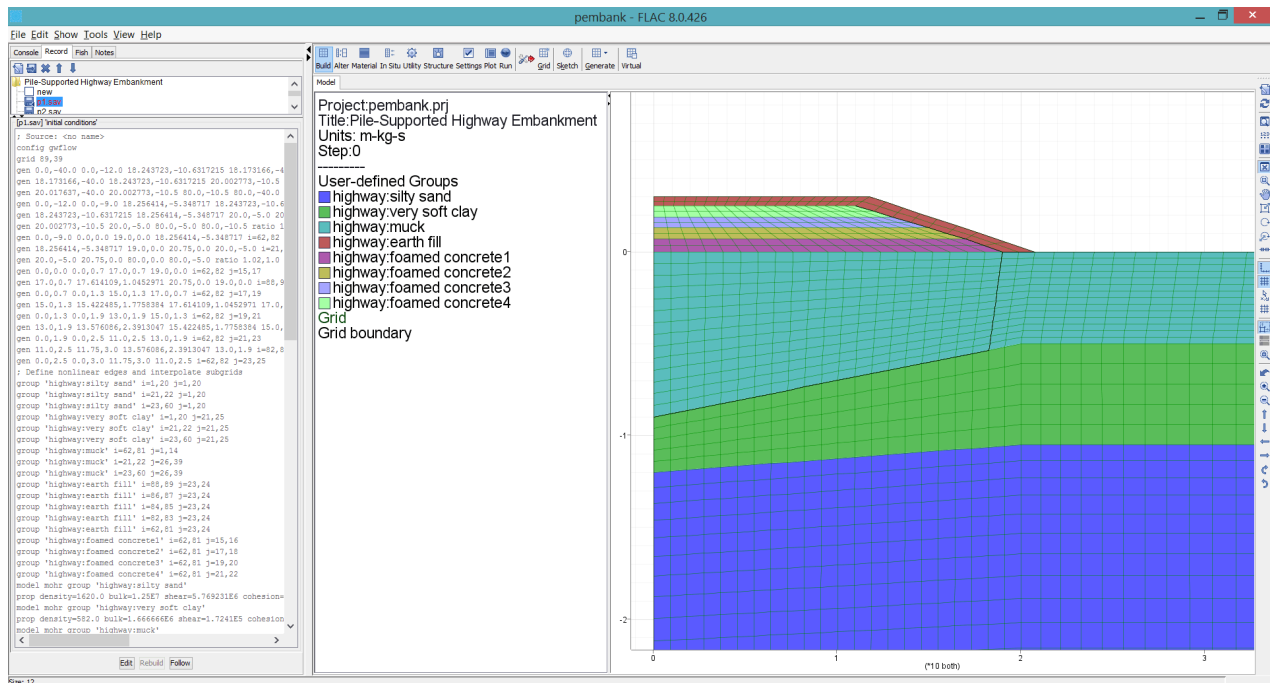 pembank - FLAC 8.0.426
File Edit Show Tools View Help
Console Record Fish Notes
Build Alter Material In Situ Utility Structure Settings Plot Run Grid Sketch Generate Virtual
Pile-Supported Highway Embankment
new
p1.sav
p2.sav
[p1.sav] 'initial conditions'
Model
; Source: <no name>
config gwflow
grid 89,39
gen 0.0,-40.0 0.0,-12.0 18.243723,-10.6317215 18.173166,-4
gen 18.173166,-40.0 18.243723,-10.6317215 20.002773,-10.5
gen 20.017637,-40.0 20.002773,-10.5 80.0,-10.5 80.0,-40.0
gen 0.0,-12.0 0.0,-9.0 18.256414,-5.348717 18.243723,-10.6
gen 18.243723,-10.6317215 18.256414,-5.348717 20.0,-5.0 20
gen 20.002773,-10.5 20.0,-5.0 80.0,-5.0 80.0,-10.5 ratio 1
gen 0.0,-9.0 0.0,0.0 19.0,0.0 18.256414,-5.348717 i=62,82
gen 18.256414,-5.348717 19.0,0.0 20.75,0.0 20.0,-5.0 i=21,
gen 20.0,-5.0 20.75,0.0 80.0,0.0 80.0,-5.0 ratio 1.02,1.0
gen 0.0,0.0 0.0,0.7 17.0,0.7 19.0,0.0 i=62,82 j=15,17
gen 17.0,0.7 17.614109,1.0452971 20.75,0.0 19.0,0.0 i=88,9
gen 0.0,0.7 0.0,1.3 15.0,1.3 17.0,0.7 i=62,82 j=17,19
gen 15.0,1.3 15.422485,1.7758384 17.614109,1.0452971 17.0,
gen 0.0,1.3 0.0,1.9 13.0,1.9 15.0,1.3 i=62,82 j=19,21
gen 13.0,1.9 13.576086,2.3913047 15.422485,1.7758384 15.0,
gen 0.0,1.9 0.0,2.5 11.0,2.5 13.0,1.9 i=62,82 j=21,23
gen 11.0,2.5 11.75,3.0 13.576086,2.3913047 13.0,1.9 i=82,8
gen 0.0,2.5 0.0,3.0 11.75,3.0 11.0,2.5 i=62,82 j=23,25
; Define nonlinear edges and interpolate subgrids
group 'highway:silty sand' i=1,20 j=1,20
group 'highway:silty sand' i=21,22 j=1,20
group 'highway:silty sand' i=23,60 j=1,20
group 'highway:very soft clay' i=1,20 j=21,25
group 'highway:very soft clay' i=21,22 j=21,25
group 'highway:very soft clay' i=23,60 j=21,25
group 'highway:muck' i=62,81 j=1,14
group 'highway:muck' i=21,22 j=26,39
group 'highway:muck' i=23,60 j=26,39
group 'highway:earth fill' i=88,89 j=23,24
group 'highway:earth fill' i=86,87 j=23,24
group 'highway:earth fill' i=84,85 j=23,24
group 'highway:earth fill' i=82,83 j=23,24
group 'highway:earth fill' i=62,81 j=23,24
group 'highway:foamed concrete1' i=62,81 j=15,16
group 'highway:foamed concrete2' i=62,81 j=17,18
group 'highway:foamed concrete3' i=62,81 j=19,20
group 'highway:foamed concrete4' i=62,81 j=21,22
model mohr group 'highway:silty sand'
prop density=1620.0 bulk=1.25E7 shear=5.769231E6 cohesion=
model mohr group 'highway:very soft clay'
prop density=582.0 bulk=1.666666E6 shear=1.7241E5 cohesion
model mohr group 'highway:muck'
Edit Rebuild Follow
Size: 12
Project:pembank.prj
Title:Pile-Supported Highway Embankment
Units: m-kg-s
Step:0
---------
User-defined Groups
highway:silty sand
highway:very soft clay
highway:muck
highway:earth fill
highway:foamed concrete1
highway:foamed concrete2
highway:foamed concrete3
highway:foamed concrete4
Grid
Grid boundary
0
-1
-2
0 1 2 3
(*10 both)